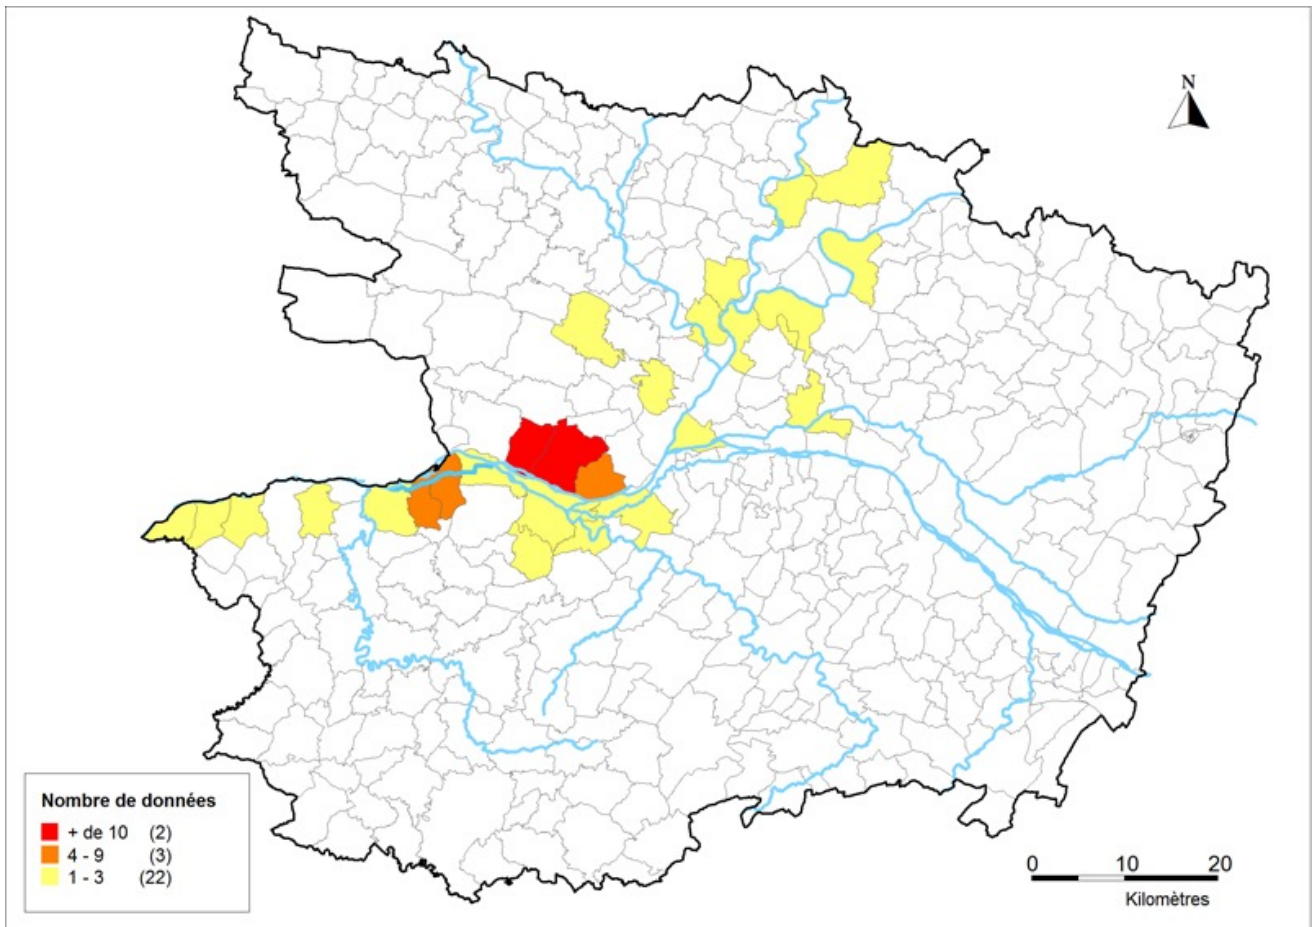 N
Nombre de données
+ de 10 (2)
4 - 9 (3)
1 - 3 (22)
0 10 20
Kilomètres